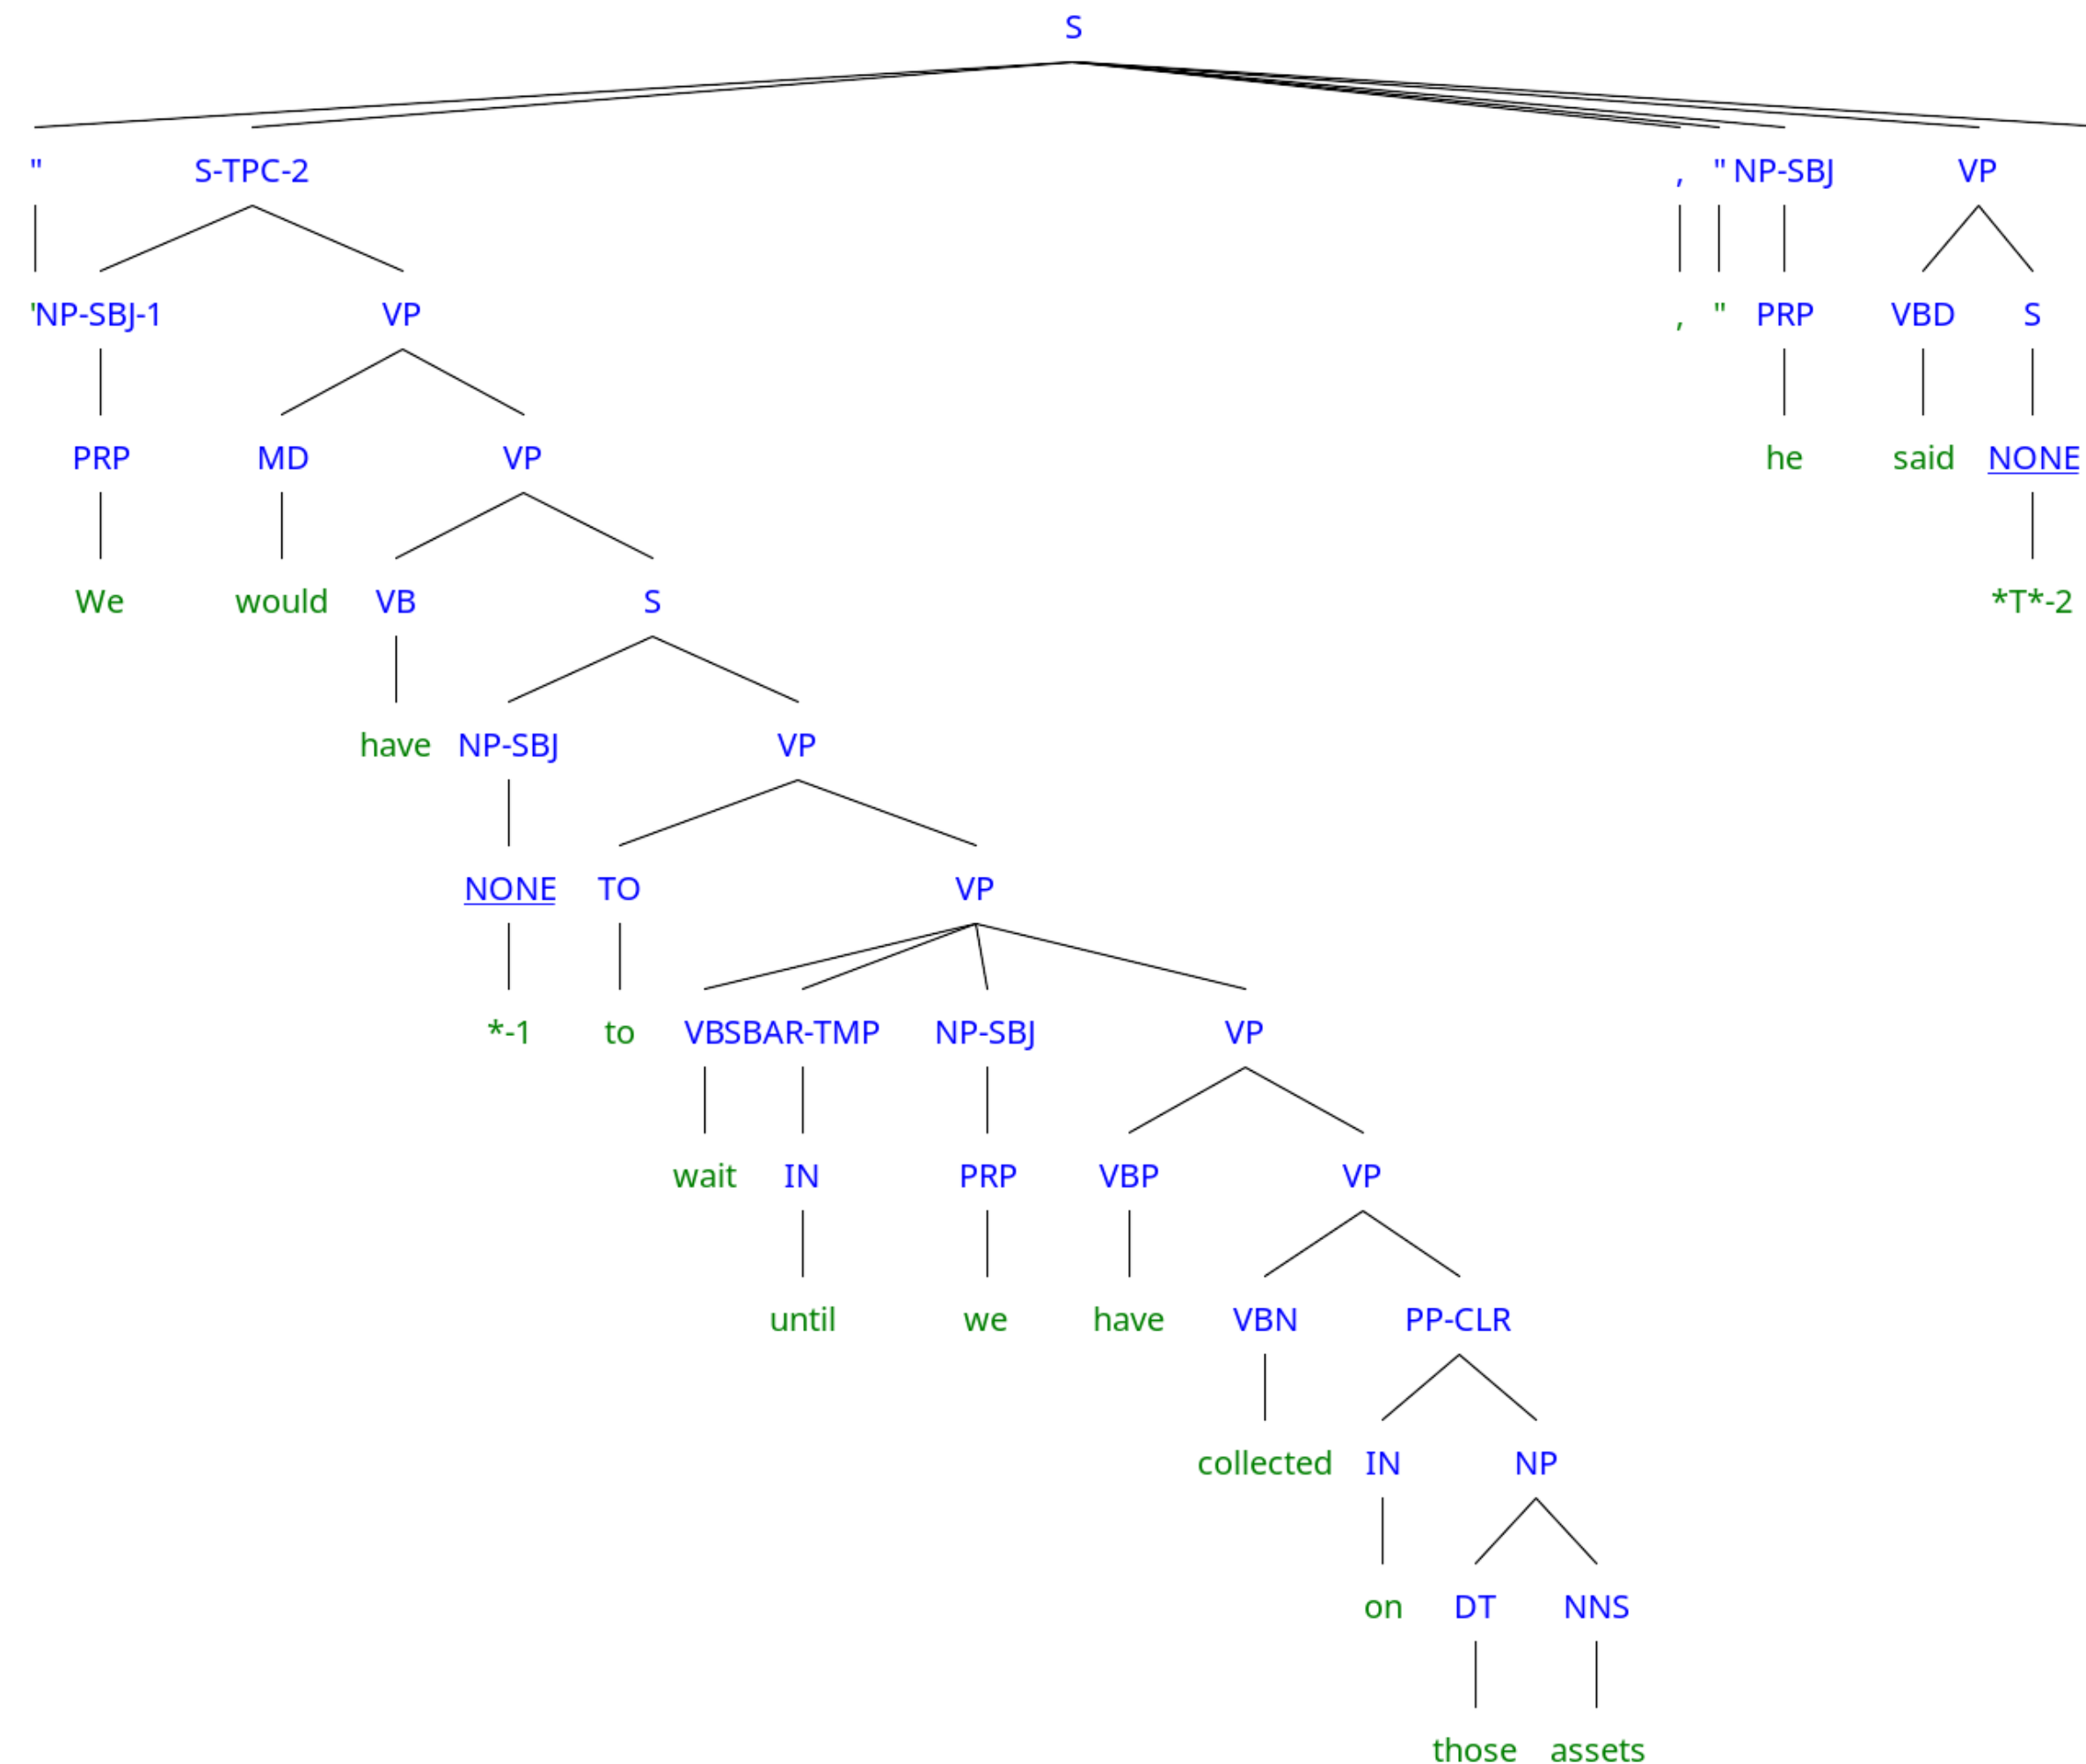 S
" S-TPC-2 , " NP-SBJ VP
' NP-SBJ-1 VP , " PRP VBD S
PRP MD VP he said NONE
We would VB S *T*-2
have NP-SBJ VP
NONE TO VP
*-1 to VB SBAR-TMP NP-SBJ VP
wait IN PRP VBP VP
until we have VBN PP-CLR
collected IN NP
on DT NNS
those assets